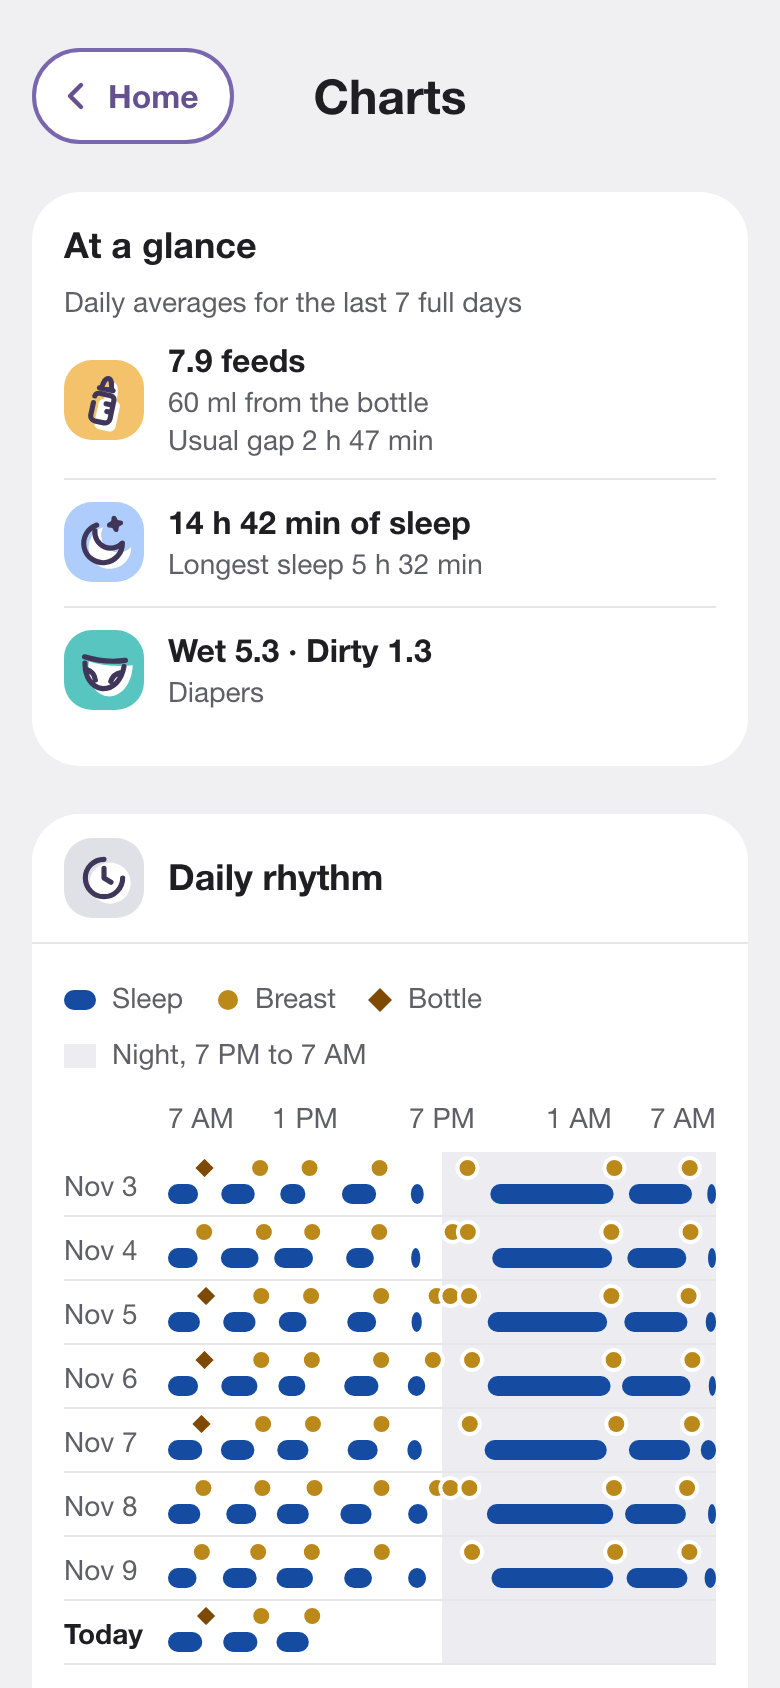 Home
Charts
At a glance
Daily averages for the last 7 full days
7.9 feeds
60 ml from the bottle
Usual gap 2 h 47 min
14 h 42 min of sleep
Longest sleep 5 h 32 min
Wet 5.3 · Dirty 1.3
Diapers
Daily rhythm
Sleep Breast Bottle
Night, 7 PM to 7 AM
7 AM 1 PM 7 PM 1 AM 7 AM
Nov 3
Nov 4
Nov 5
Nov 6
Nov 7
Nov 8
Nov 9
Today